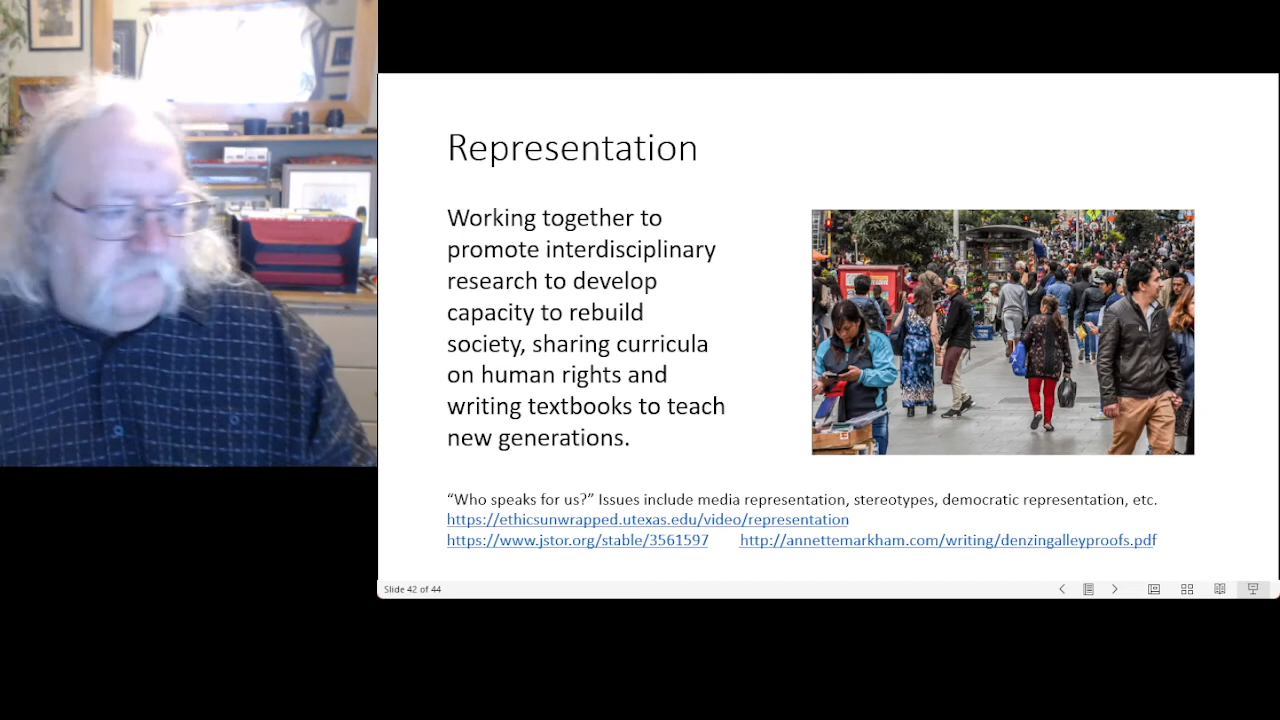 Representation
Working together to
promote interdisciplinary
research to develop
capacity to rebuild
society, sharing curricula
on human rights and
writing textbooks to teach
new generations.
“Who speaks for us?” Issues include media representation, stereotypes, democratic representation, etc.
https://ethicsunwrapped.utexas.edu/video/representation
https://www.jstor.org/stable/3561597 http://annettemarkham.com/writing/denzingalleyproofs.pdf
Slide 42 of 44